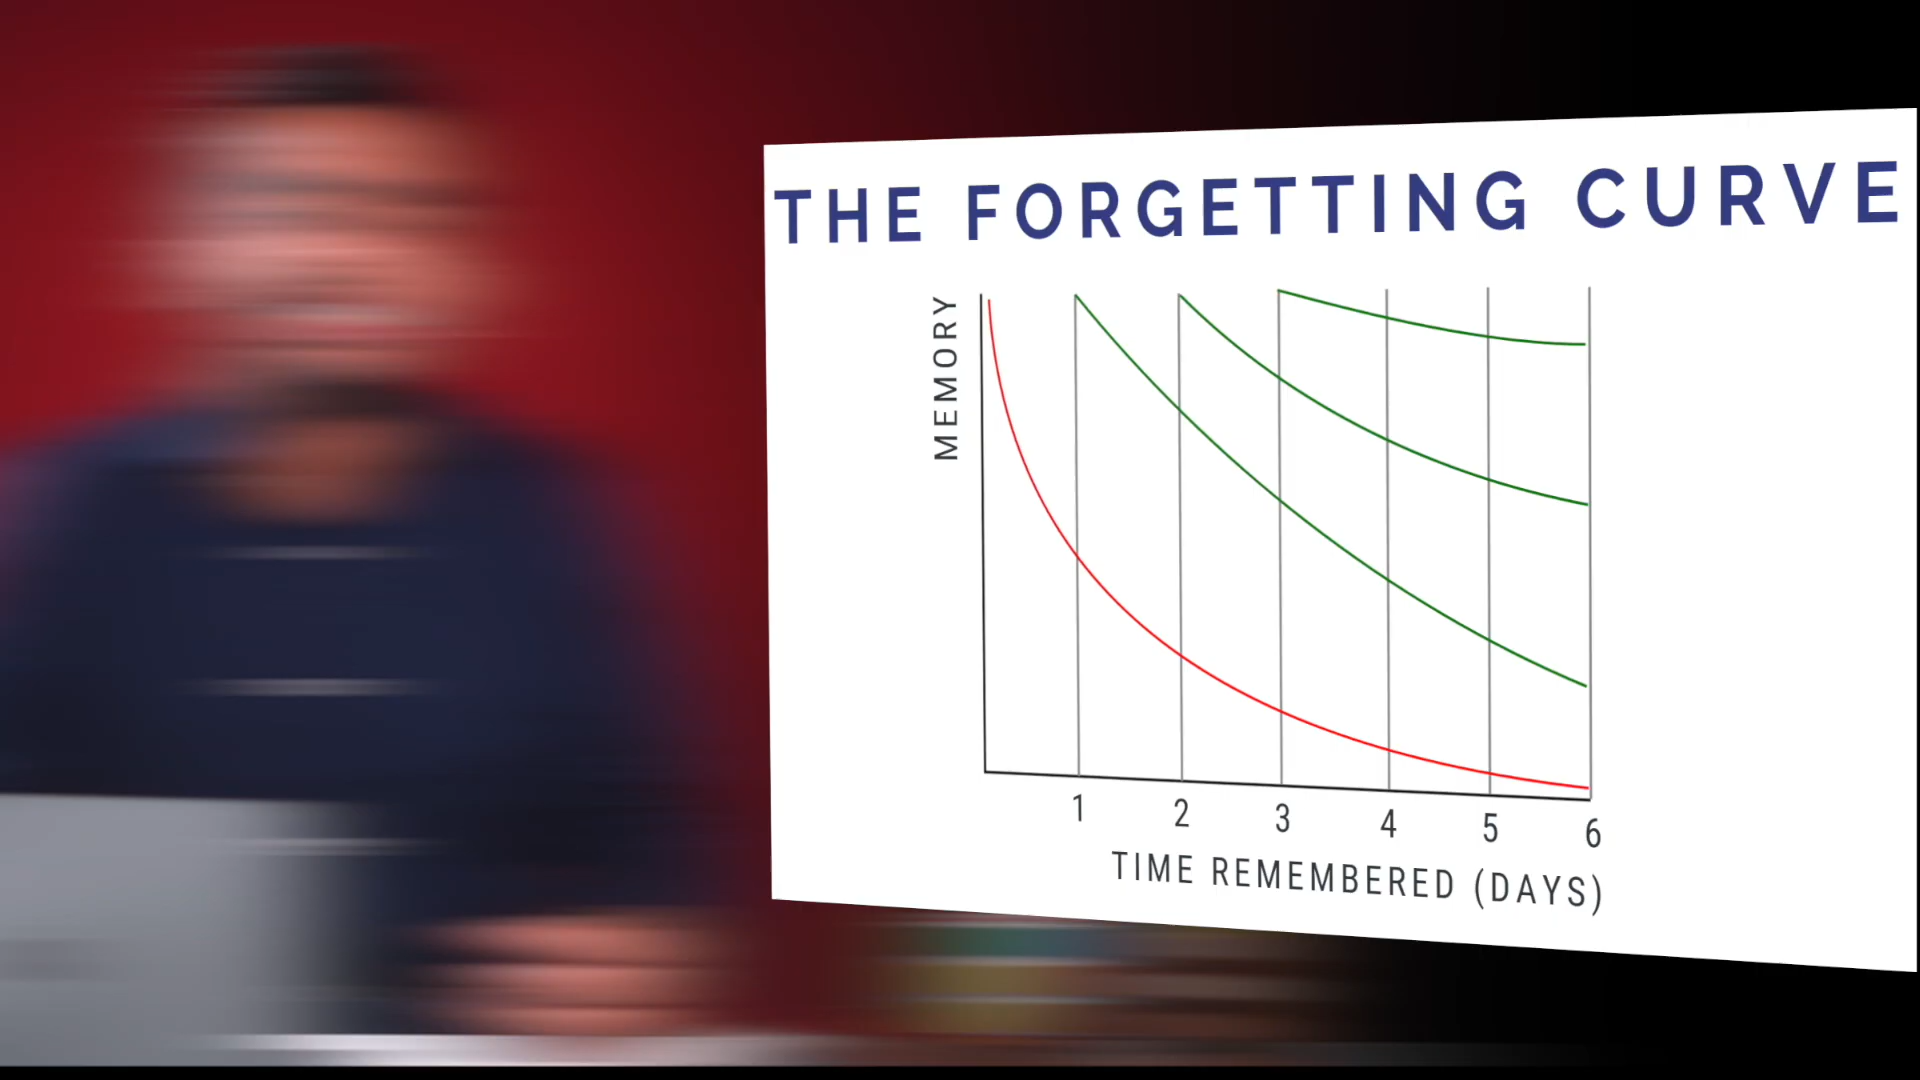 THE FORGETTING CURVE
MEMORY
1 2 3 4 5 6
TIME REMEMBERED (DAYS)